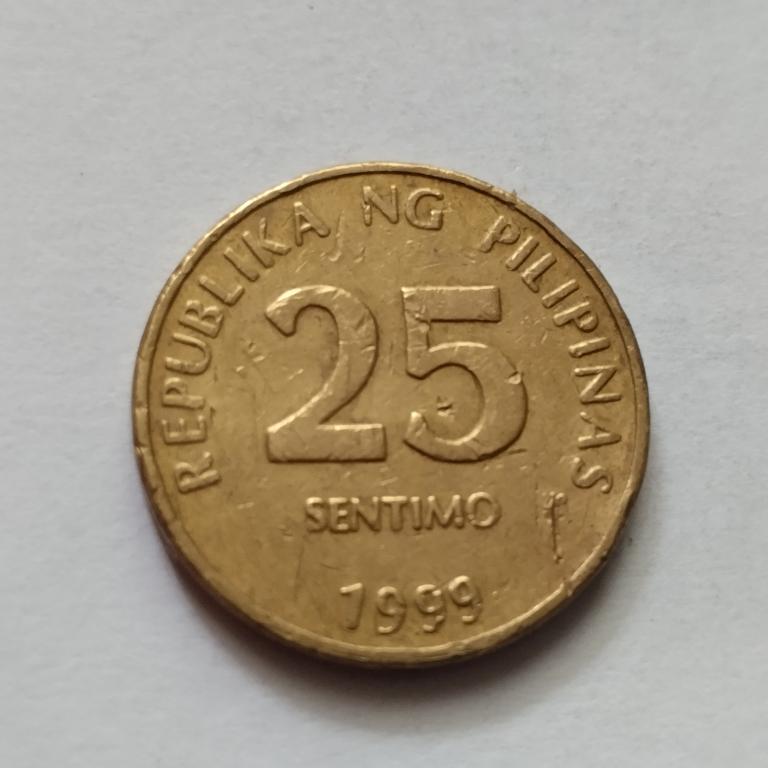 REPUBLIKA NG PILIPINAS
25
SENTIMO
1999